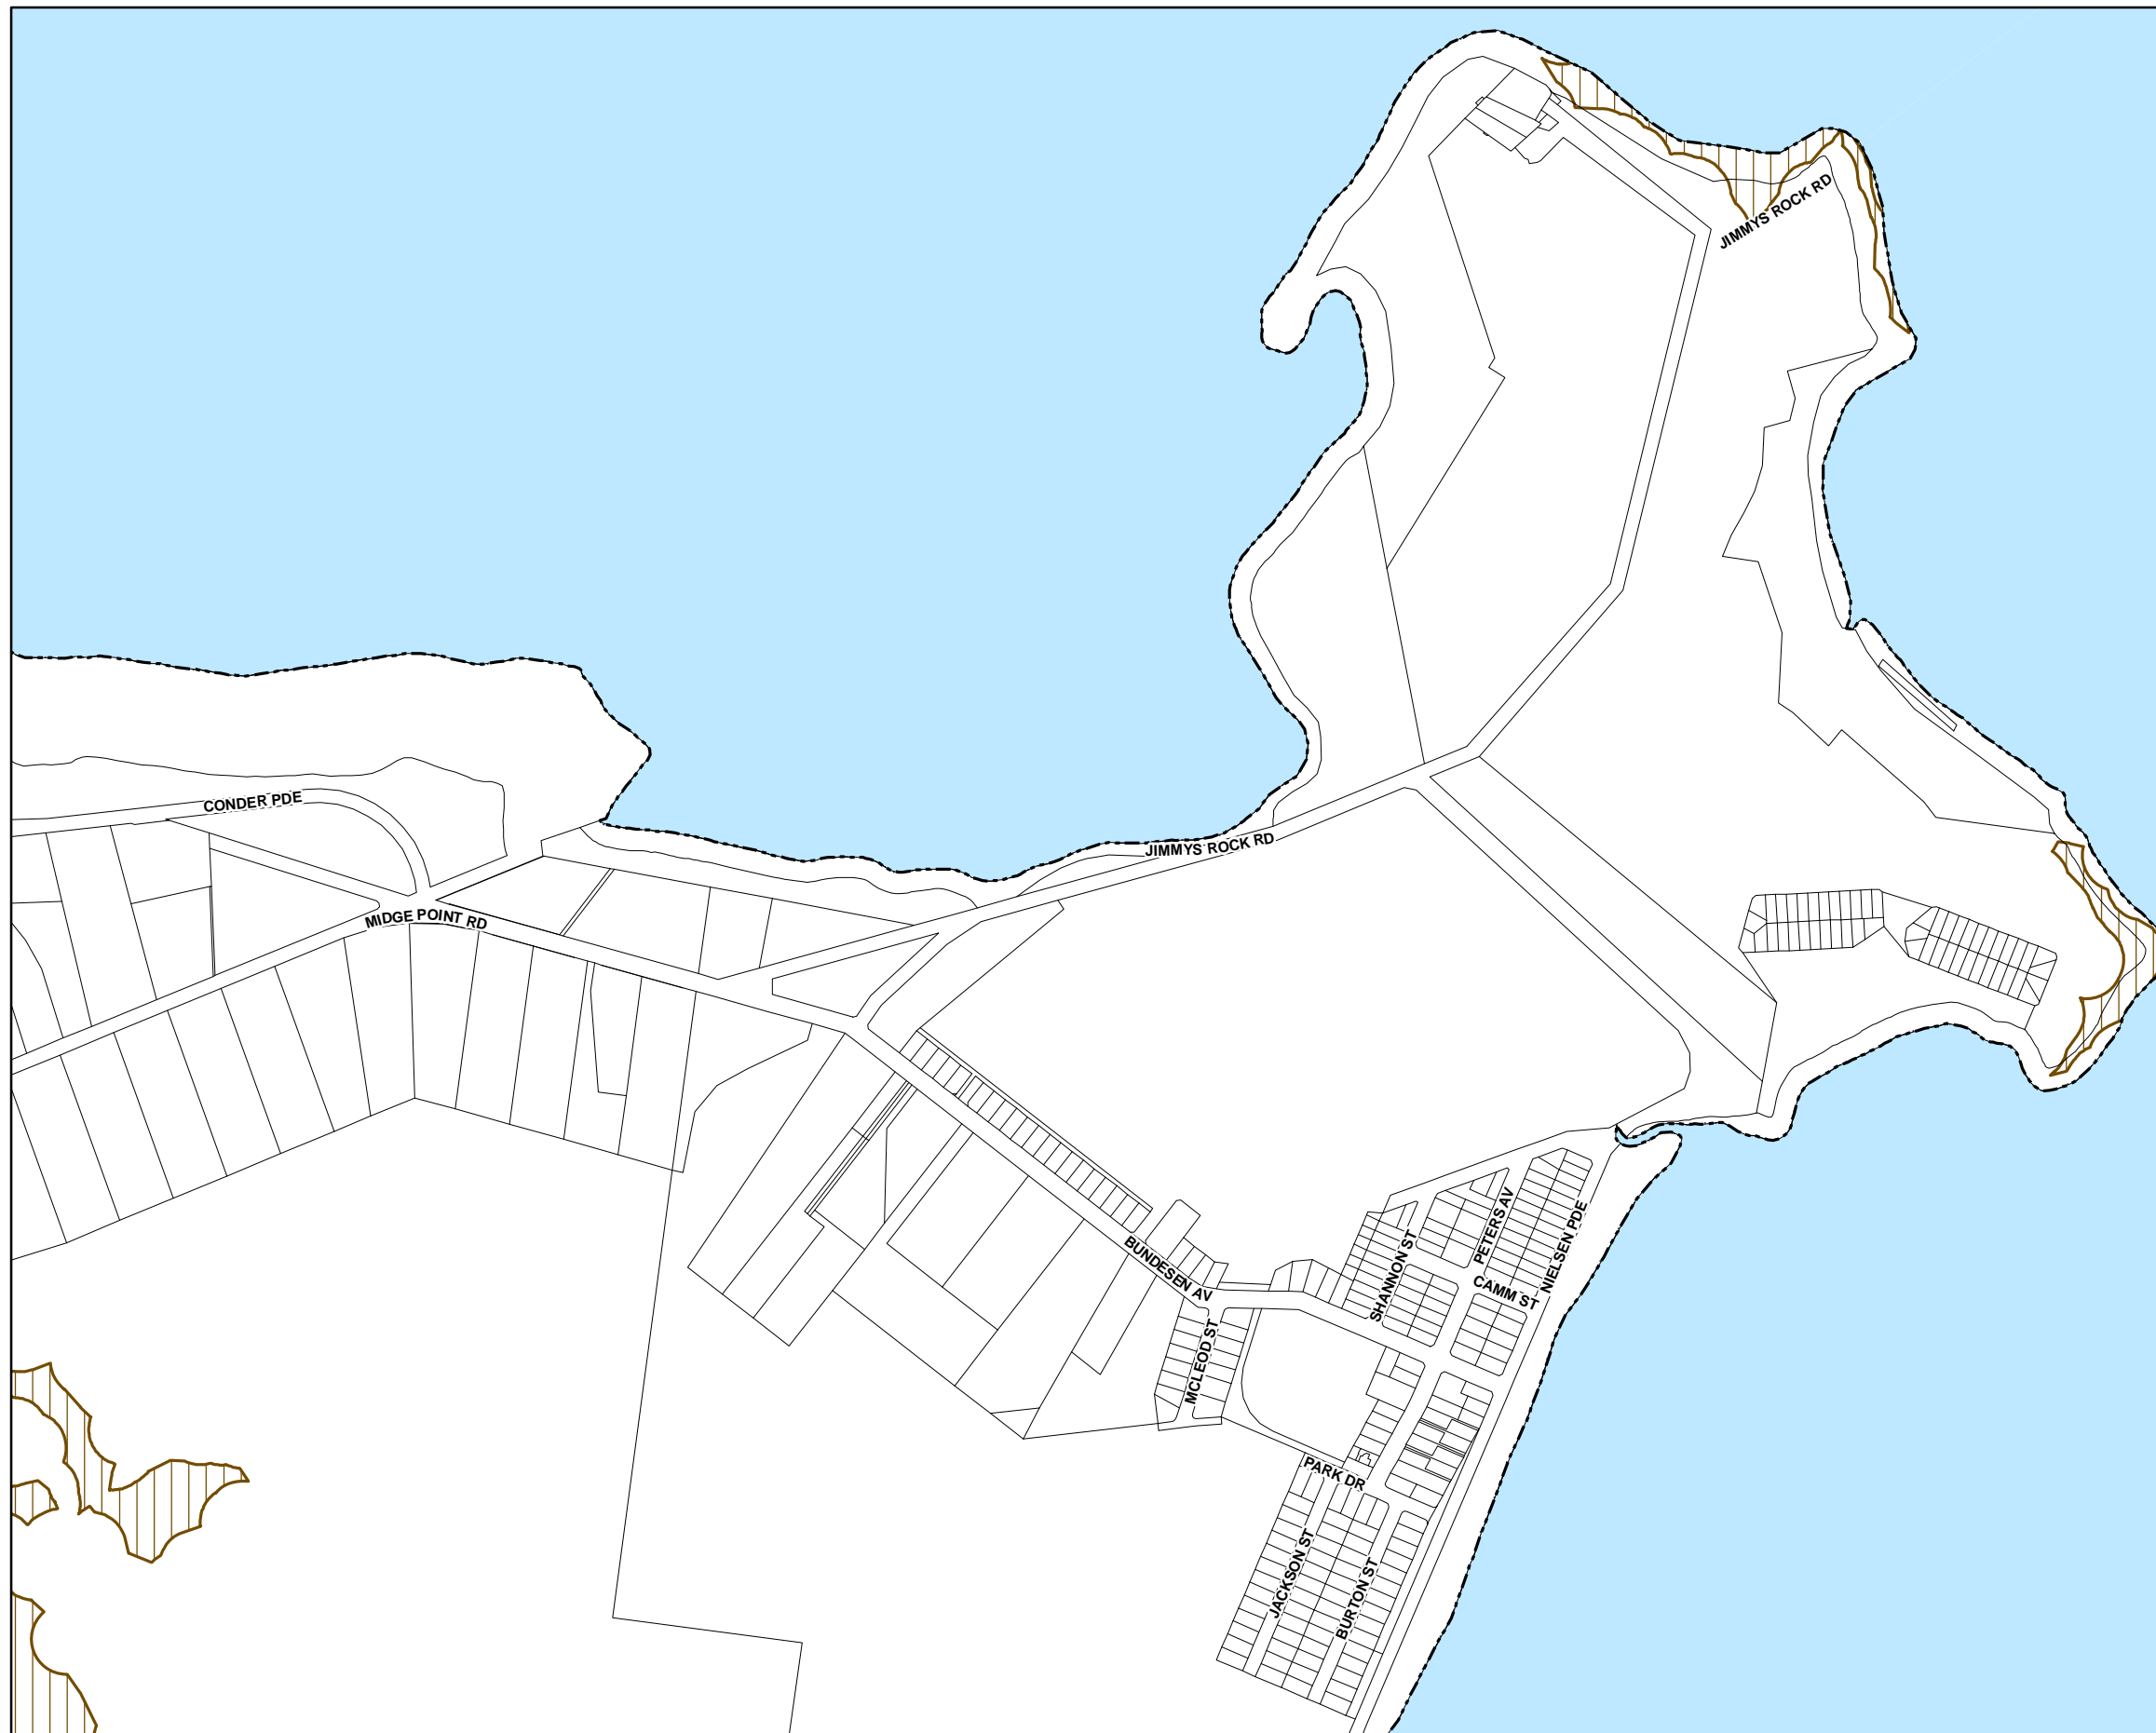 JIMMYS ROCK RD
CONDER PDE
JIMMYS ROCK RD
MIDGE POINT RD
PETERS AV
NIELSEN PDE
BUNDESEN AV
SHANNON ST
CAMM ST
MCLEOD ST
PARK DR
JACKSON ST
BURTON ST